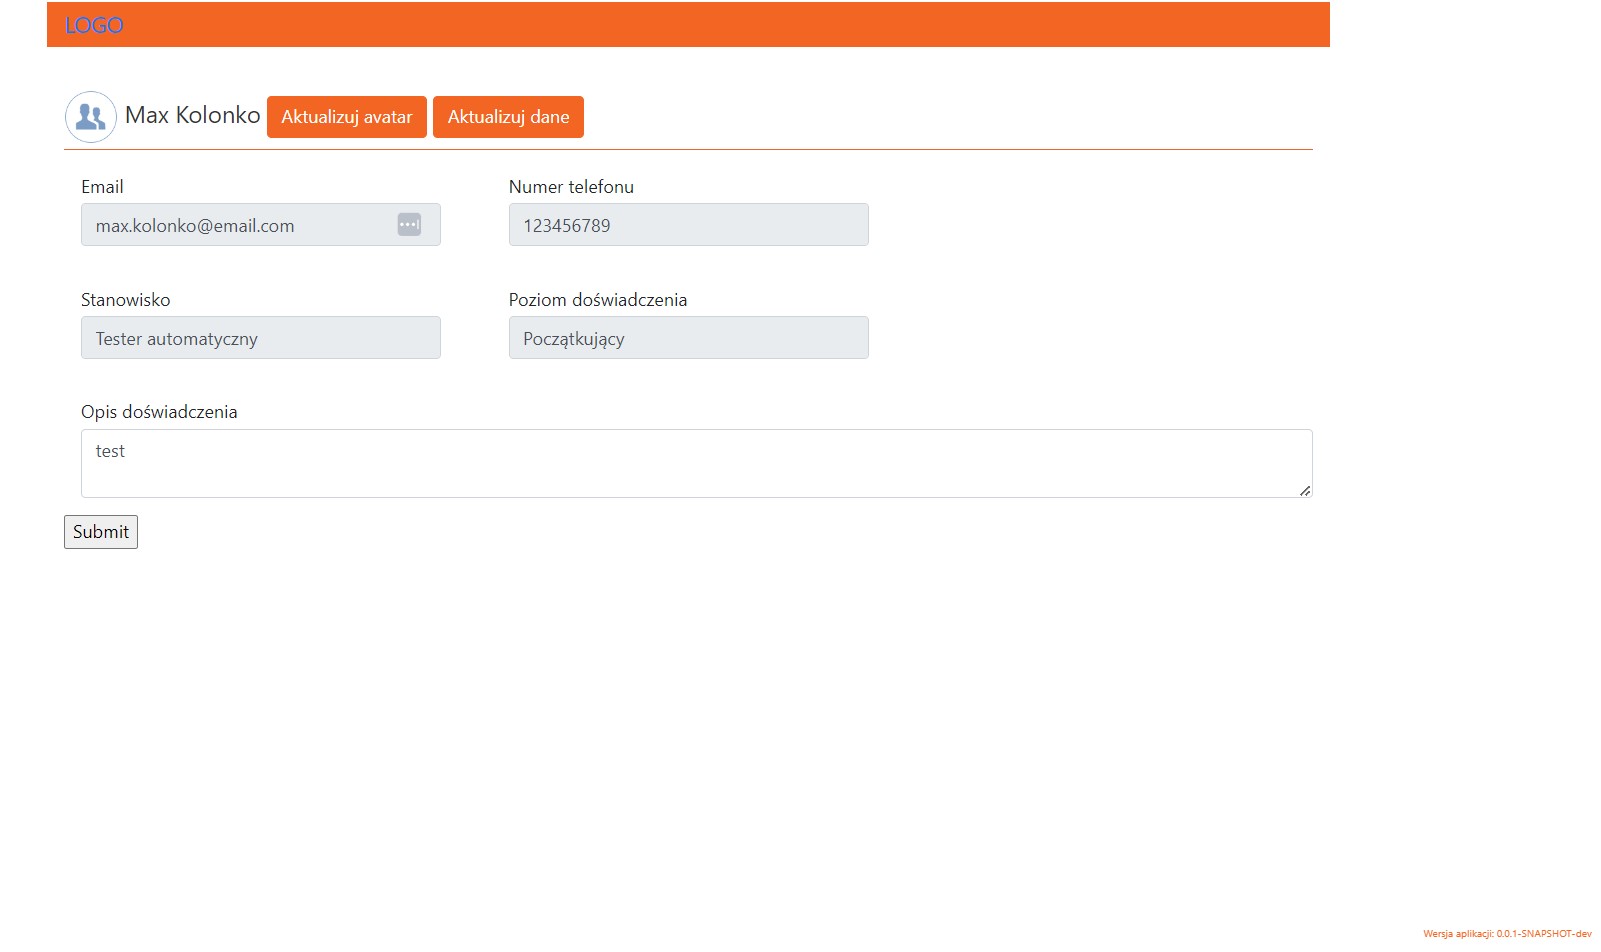 LOGO
Max Kolonko Aktualizuj avatar Aktualizuj dane
Email Numer telefonu
max.kolonko@email.com 123456789
Stanowisko Poziom doświadczenia
Tester automatyczny Początkujący
Opis doświadczenia
test
Submit
Wersja aplikacji: 0.0.1-SNAPSHOT-dev